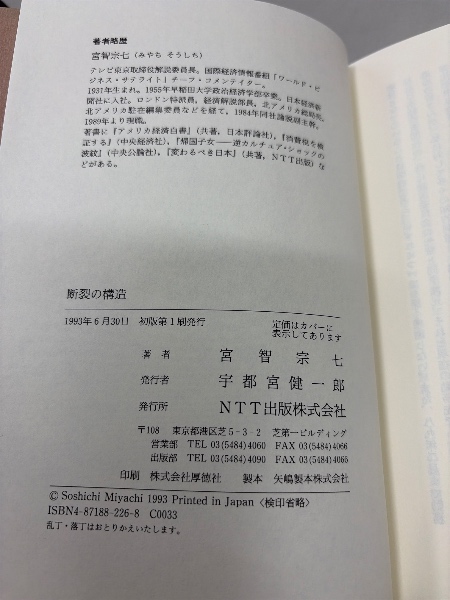 著者略歴
宮智宗七(みやち そうしち)
テレビ東京取締役解説委員長。国際経済情報番組「ワールド・ビ
ジネス・サテライト」チーフ・コメンテイター。
1931年生まれ。1955年早稲田大学政治経済学部卒業。日本経済新
聞社に入社。ロンドン特派員，経済解説部長，北アメリカ総局長，
北アメリカ駐在編集委員などを経て，1984年同社論説副主幹。
1989年より現職。
著書に『アメリカ経済白書』(共著，日本評論社)，『消費税を検
証する』(中央経済社)，『帰国子女――逆カルチュア・ショックの
波紋』(中央公論社)，『変わるべき日本』(共著，NTT出版)な
どがある。
断裂の構造
1993年6月30日 初版第1刷発行
定価はカバーに
表示してあります
著者 宮智宗七
発行者 宇都宮健一郎
発行所 NTT出版株式会社
〒108 東京都港区芝5-3-2 芝第一ビルディング
営業部 TEL 03(5484)4060 FAX 03(5484)4066
出版部 TEL 03(5484)4090 FAX 03(5484)4065
印刷 株式会社厚徳社 製本 矢嶋製本株式会社
© Soshichi Miyachi 1993 Printed in Japan〈検印省略〉
ISBN4-87188-226-8 C0033
乱丁・落丁はおとりかえいたします。